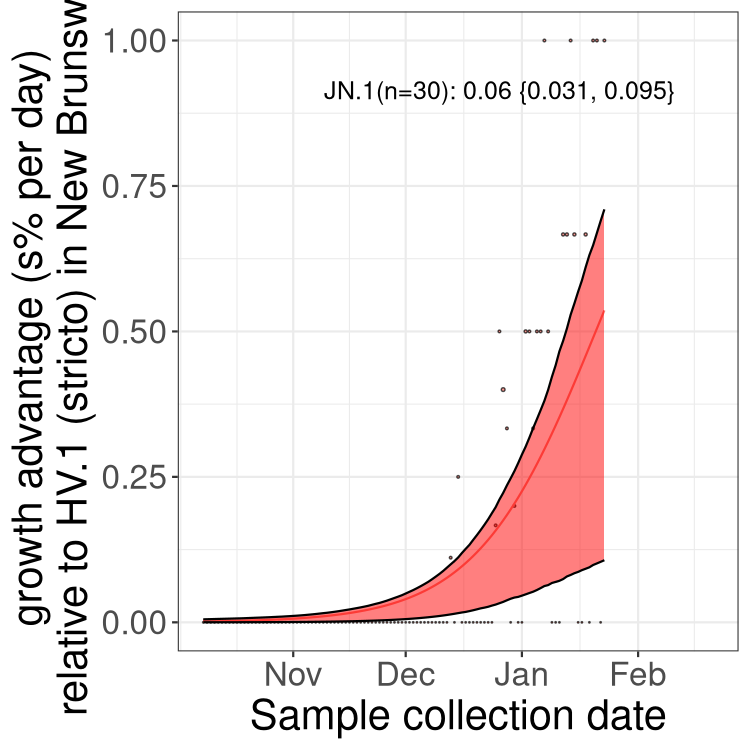 growth advantage (s% per day)
relative to HV.1 (stricto) in New Brunsw
1.00
0.75
0.50
0.25
0.00
JN.1(n=30): 0.06 {0.031, 0.095}
Nov
Dec
Jan
Feb
Sample collection date